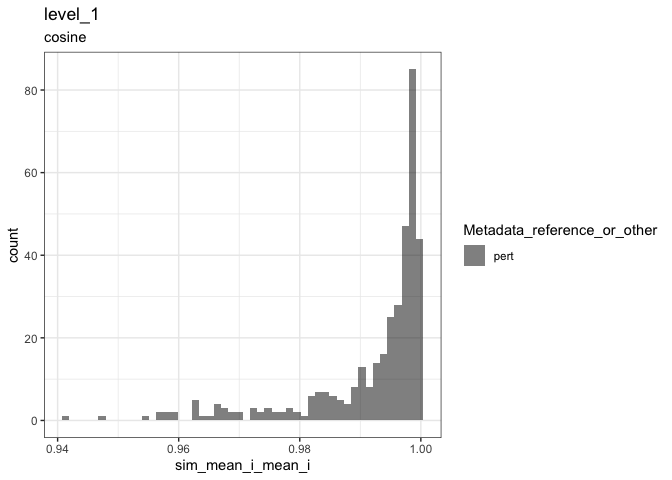 level_1
cosine
80
60
40
20
0
count
0.94 0.96 0.98 1.00
sim_mean_i_mean_i
Metadata_reference_or_other
pert